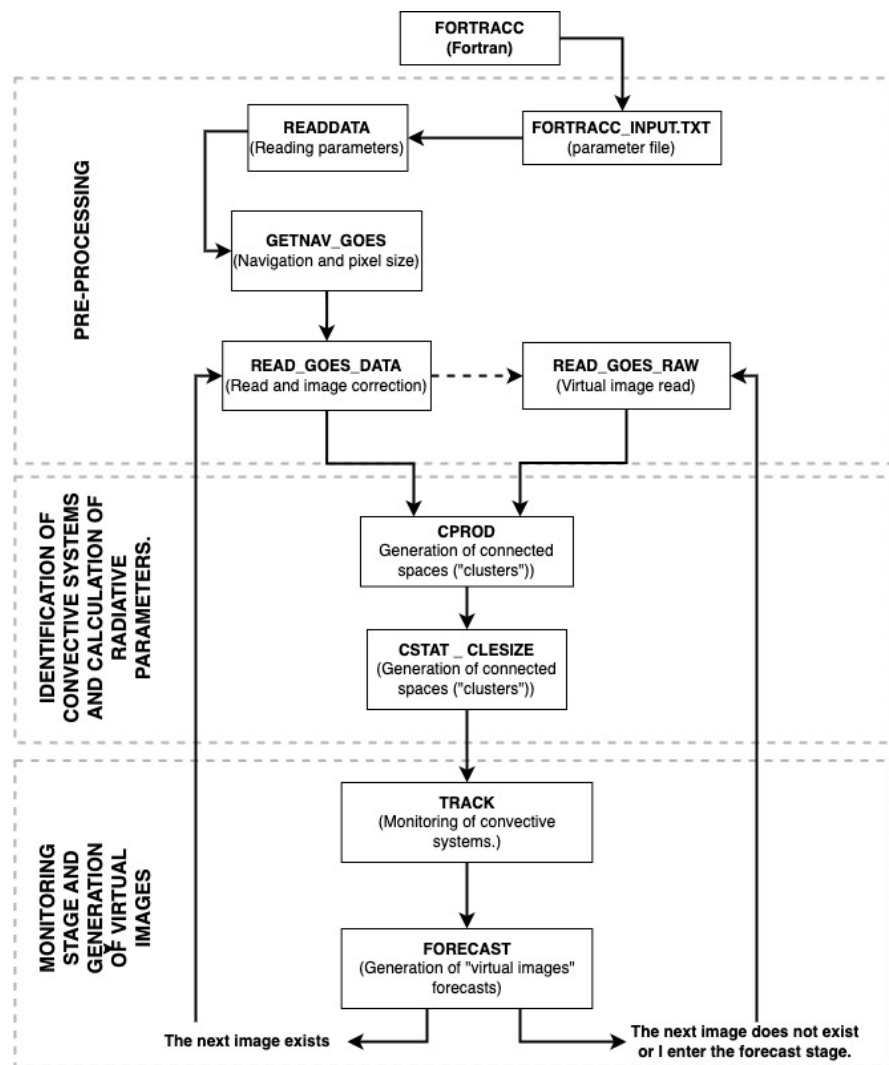 FORTRACC
(Fortran)
PRE-PROCESSING
READDATA
(Reading parameters)
FORTRACC_INPUT.TXT
(parameter file)
GETNAV_GOES
(Navigation and pixel size)
READ_GOES_DATA
(Read and image correction)
READ_GOES_RAW
(Virtual image read)
IDENTIFICATION OF
CONVECTIVE SYSTEMS
AND CALCULATION OF
RADIATIVE
PARAMETERS.
CPROD
Generation of connected
spaces ("clusters"))
CSTAT _ CLESIZE
(Generation of connected
spaces ("clusters"))
MONITORING
STAGE AND
GENERATION
OF VIRTUAL
IMAGES
TRACK
(Monitoring of convective
systems.)
FORECAST
(Generation of "virtual images"
forecasts)
The next image exists
The next image does not exist
or I enter the forecast stage.